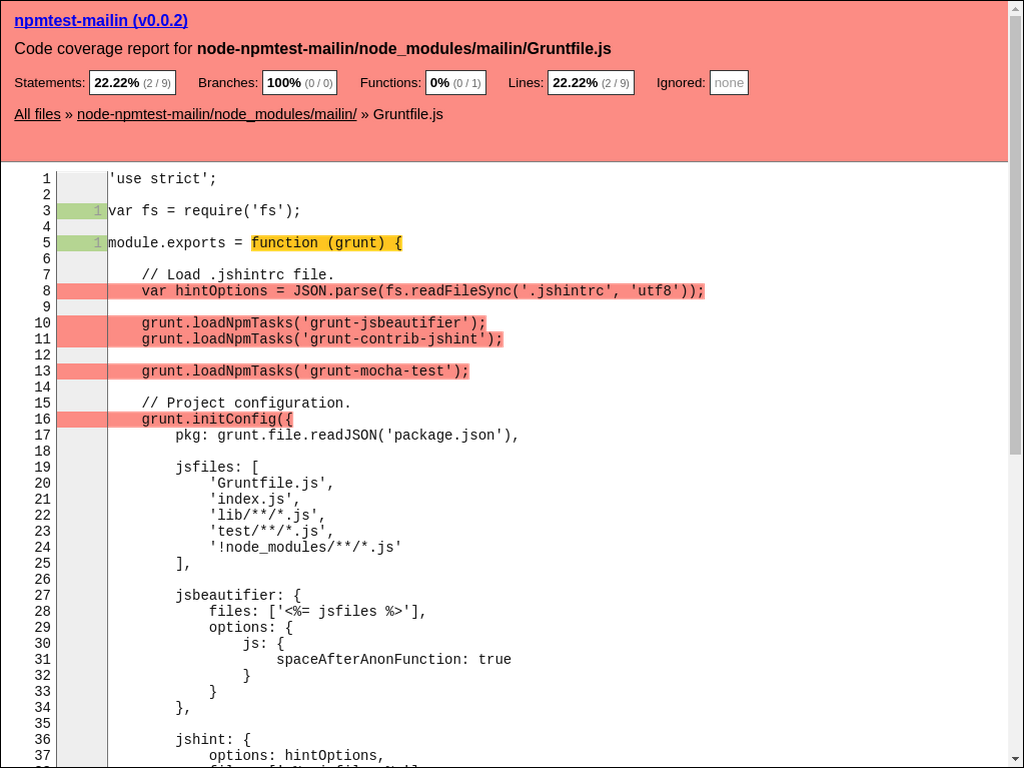 npmtest-mailin (v0.0.2)
Code coverage report for node-npmtest-mailin/node_modules/mailin/Gruntfile.js
Statements: 22.22% (2 / 9) Branches: 100% (0 / 0) Functions: 0% (0 / 1) Lines: 22.22% (2 / 9) Ignored: none
All files » node-npmtest-mailin/node_modules/mailin/ » Gruntfile.js
1 'use strict';
2
3 1 var fs = require('fs');
4
5 1 module.exports = function (grunt) {
6
7 // Load .jshintrc file.
8 var hintOptions = JSON.parse(fs.readFileSync('.jshintrc', 'utf8'));
9
10 grunt.loadNpmTasks('grunt-jsbeautifier');
11 grunt.loadNpmTasks('grunt-contrib-jshint');
12
13 grunt.loadNpmTasks('grunt-mocha-test');
14
15 // Project configuration.
16 grunt.initConfig({
17 pkg: grunt.file.readJSON('package.json'),
18
19 jsfiles: [
20 'Gruntfile.js',
21 'index.js',
22 'lib/**/*.js',
23 'test/**/*.js',
24 '!node_modules/**/*.js'
25 ],
26
27 jsbeautifier: {
28 files: ['<%= jsfiles %>'],
29 options: {
30 js: {
31 spaceAfterAnonFunction: true
32 }
33 }
34 },
35
36 jshint: {
37 options: hintOptions,